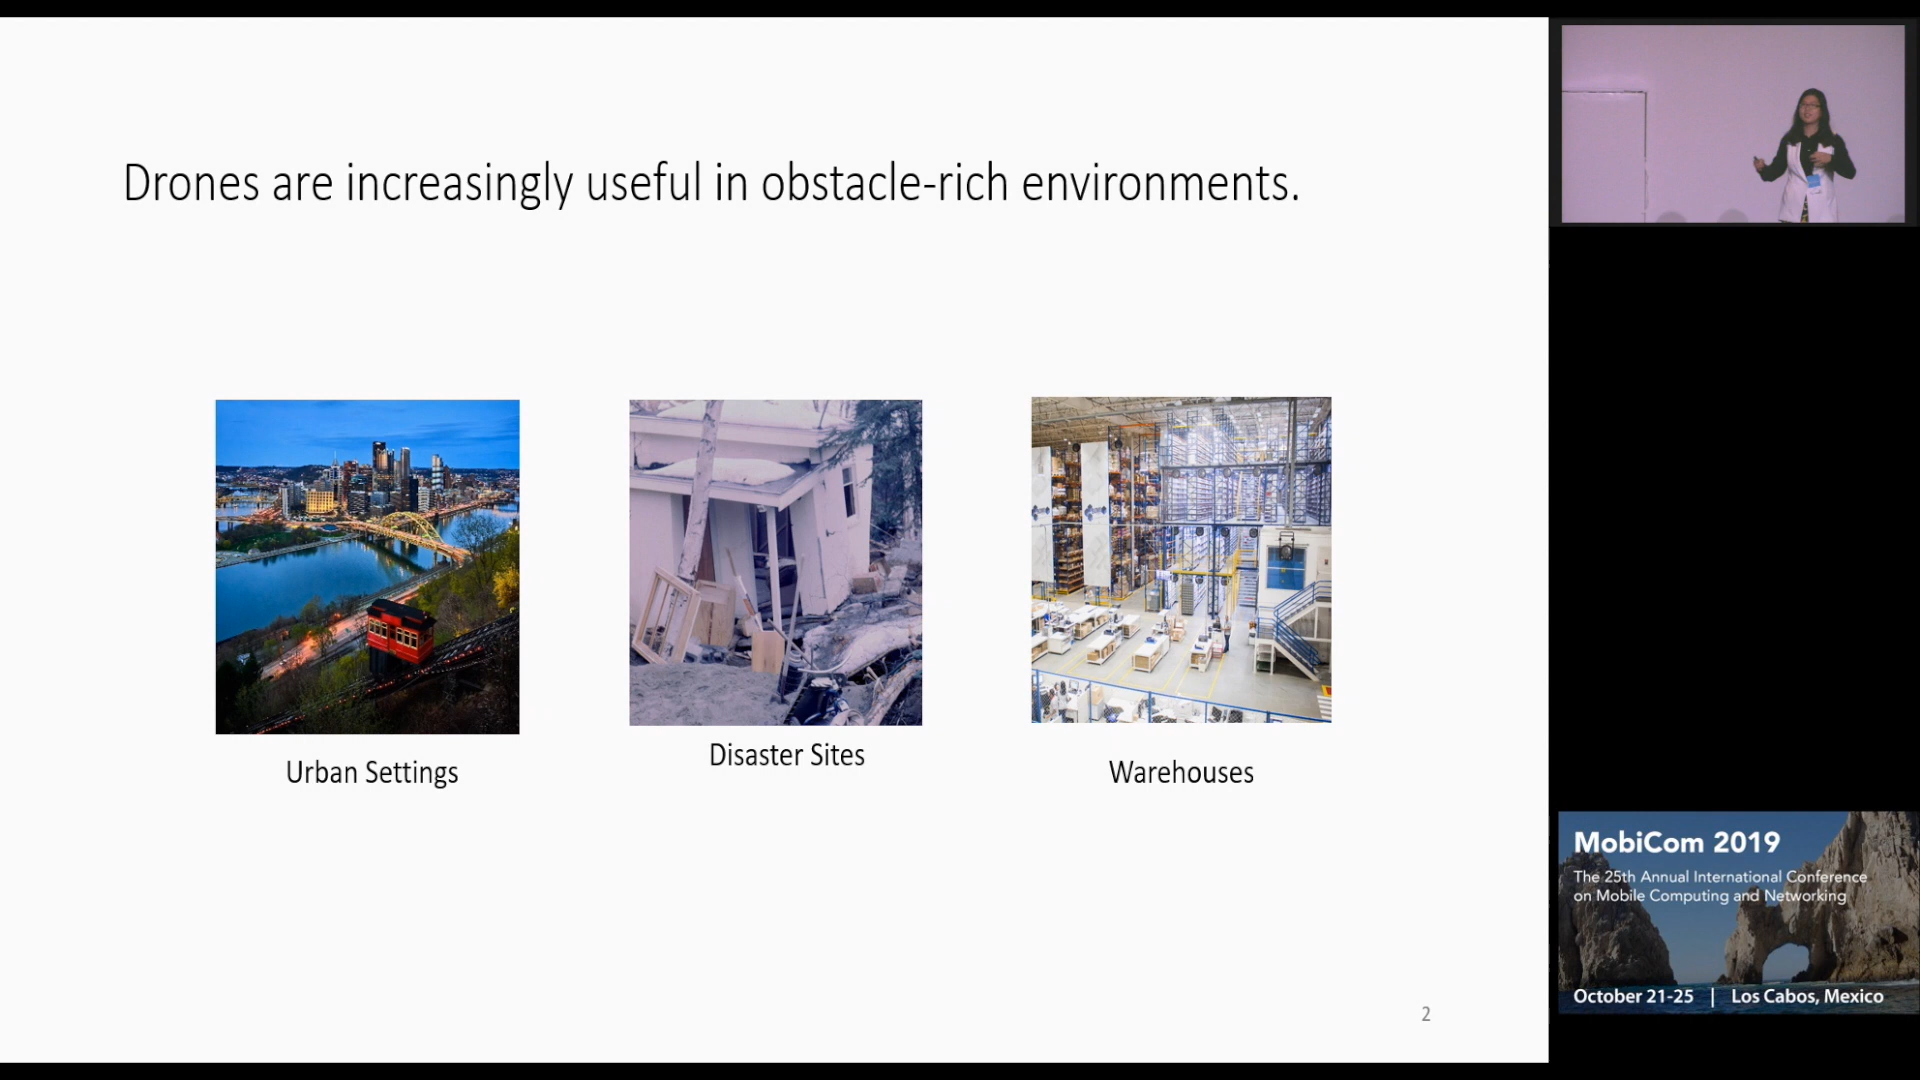 Drones are increasingly useful in obstacle-rich environments.
Urban Settings
Disaster Sites
Warehouses
2
MobiCom 2019
The 25th Annual International Conference
on Mobile Computing and Networking
October 21-25 | Los Cabos, Mexico